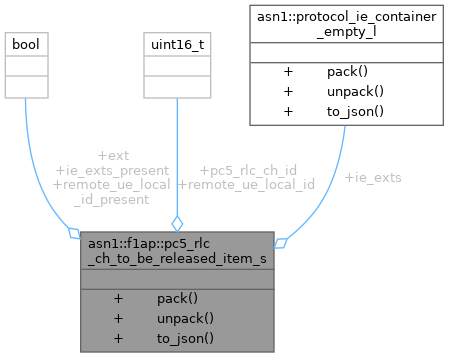 asn1::protocol_ie_container
_empty_l
bool
uint16_t
+ pack()
+ unpack()
+ to_json()
+ext
+ie_exts_present
+remote_ue_local
_id_present
+pc5_rlc_ch_id
+remote_ue_local_id
+ie_exts
asn1::f1ap::pc5_rlc
_ch_to_be_released_item_s
+ pack()
+ unpack()
+ to_json()